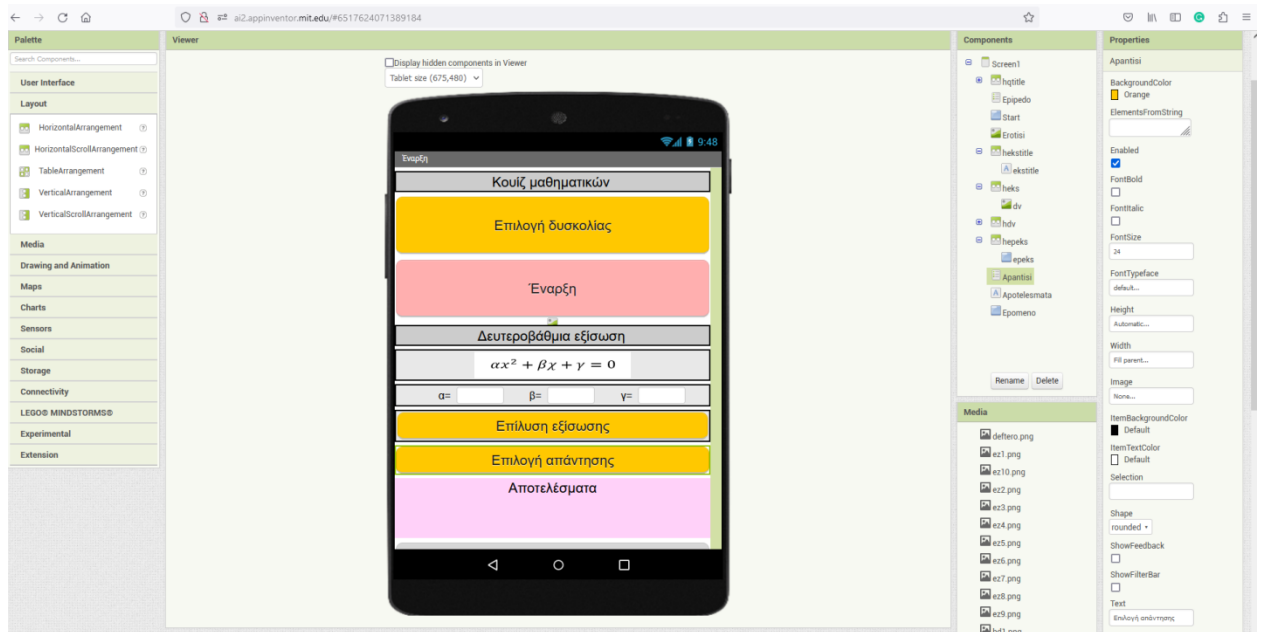 ai2.appinventor.mit.edu/#6517624071389184
Palette
Search Components...
User Interface
Layout
HorizontalArrangement
HorizontalScrollArrangement
TableArrangement
VerticalArrangement
VerticalScrollArrangement
Media
Drawing and Animation
Maps
Charts
Sensors
Social
Storage
Connectivity
LEGO® MINDSTORMS®
Experimental
Extension
Viewer
Display hidden components in Viewer
Tablet size (675,480)
9:48
Έναρξη
Κουίζ μαθηματικών
Επιλογή δυσκολίας
Έναρξη
Δευτεροβάθμια εξίσωση
αx² + βχ + γ = 0
α= β= γ=
Επίλυση εξίσωσης
Επιλογή απάντησης
Αποτελέσματα
Components
Screen1
hqtitle
Epipedo
Start
Erotisi
hekstitle
ekstitle
heks
dv
hdv
hepeks
epeks
Apantisi
Apotelesmata
Epomeno
Rename Delete
Media
deftero.png
ez1.png
ez10.png
ez2.png
ez3.png
ez4.png
ez5.png
ez6.png
ez7.png
ez8.png
ez9.png
hd1.png
Properties
Apantisi
BackgroundColor
Orange
ElementsFromString
Enabled
FontBold
FontItalic
FontSize
24
FontTypeface
default...
Height
Automatic...
Width
Fill parent...
Image
None...
ItemBackgroundColor
Default
ItemTextColor
Default
Selection
Shape
rounded
ShowFeedback
ShowFilterBar
Text
Επιλογή απάντησης